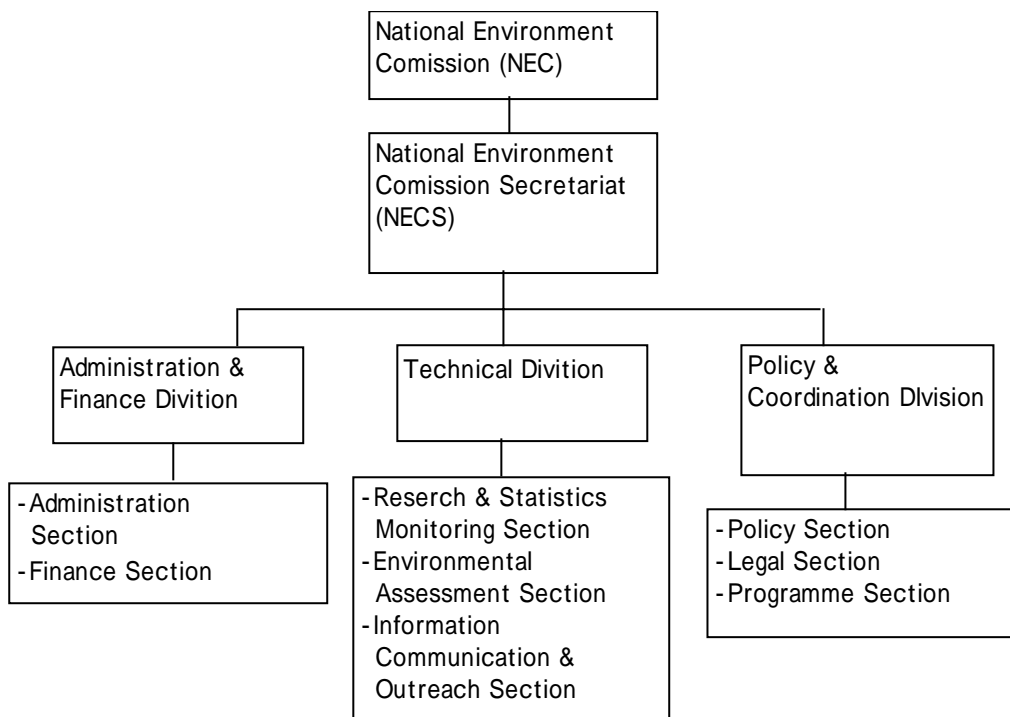 National Environment
Comission (NEC)
National Environment
Comission Secretariat
(NECS)
Administration &
Finance Divition
Technical Divition
Policy &
Coordination DIvision
-Administration
Section
-Finance Section
-Reserch & Statistics
Monitoring Section
-Environmental
Assessment Section
-Information
Communication &
Outreach Section
-Policy Section
-Legal Section
-Programme Section